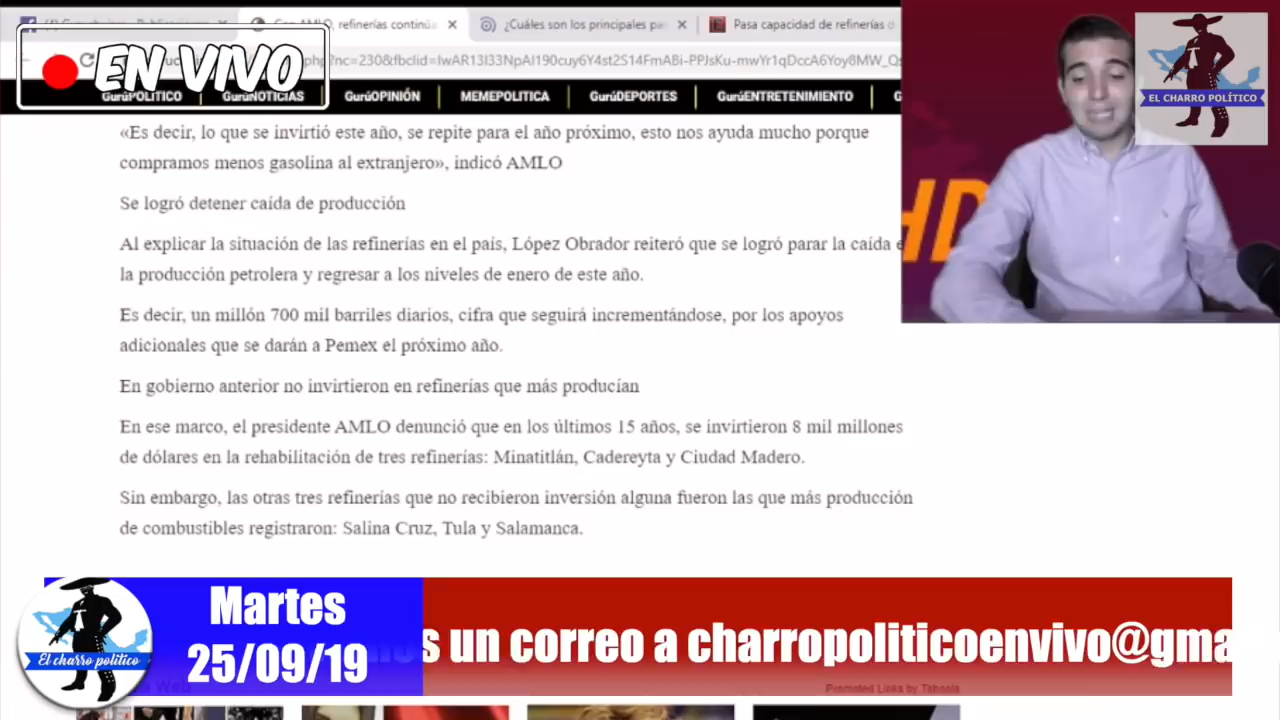 Con AMLO, refinerías continúa
¿Cuáles son los principales pa
Pasa capacidad de refinerías d
EN VIVO
EL CHARRO POLÍTICO
GurúPOLÍTICO
GurúNOTICIAS
GurúOPINIÓN
MEMEPOLITICA
GurúDEPORTES
GurúENTRETENIMIENTO
«Es decir, lo que se invirtió este año, se repite para el año próximo, esto nos ayuda mucho porque
compramos menos gasolina al extranjero», indicó AMLO
Se logró detener caída de producción
Al explicar la situación de las refinerías en el país, López Obrador reiteró que se logró parar la caída e
la producción petrolera y regresar a los niveles de enero de este año.
Es decir, un millón 700 mil barriles diarios, cifra que seguirá incrementándose, por los apoyos
adicionales que se darán a Pemex el próximo año.
En gobierno anterior no invirtieron en refinerías que más producían
En ese marco, el presidente AMLO denunció que en los últimos 15 años, se invirtieron 8 mil millones
de dólares en la rehabilitación de tres refinerías: Minatitlán, Cadereyta y Ciudad Madero.
Sin embargo, las otras tres refinerías que no recibieron inversión alguna fueron las que más producción
de combustibles registraron: Salina Cruz, Tula y Salamanca.
HD
El charro político
Martes
25/09/19
s un correo a charropoliticoenvivo@gma
Promoted Links by Taboola